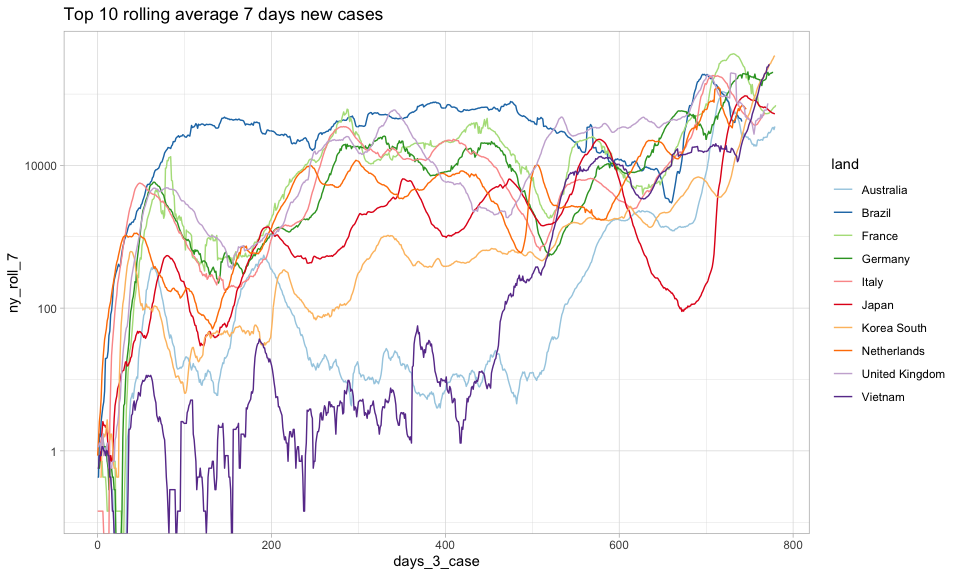 Top 10 rolling average 7 days new cases
ny_roll_7
10000
100
1
0
200
400
600
800
days_3_case
land
Australia
Brazil
France
Germany
Italy
Japan
Korea South
Netherlands
United Kingdom
Vietnam